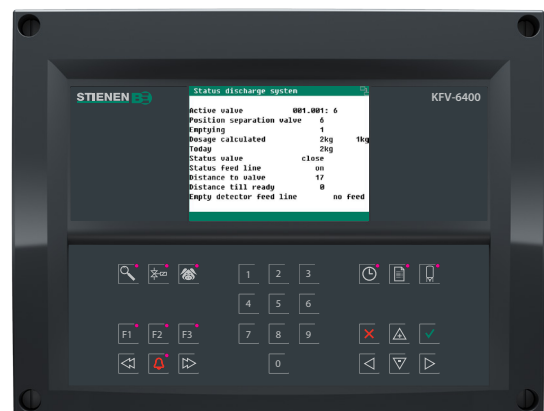 STIENEN BE
KFV-6400
Status discharge system
Active valve 001.001: 6
Position separation valve 6
Emptying 1
Dosage calculated 2kg 1kg
Today 2kg
Status valve close
Status feed line on
Distance to valve 17
Distance till ready 0
Empty detector feed line no feed
1 2 3
4 5 6
F1 F2 F3 7 8 9
0